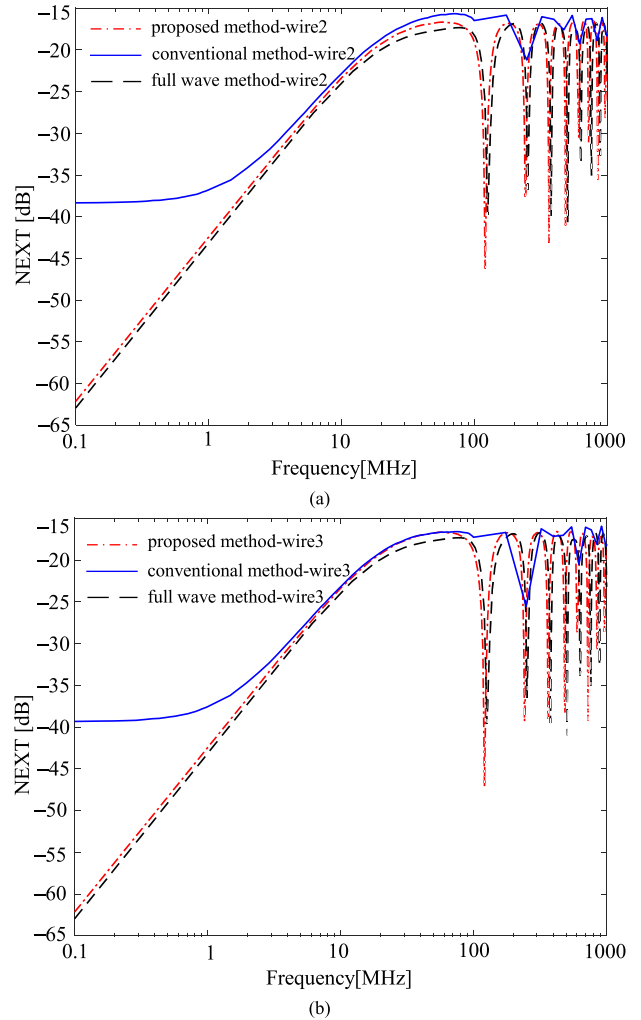 −15
−20
−25
−30
−35
−40
−45
−50
−55
−60
−65
NEXT [dB]
proposed method-wire2
conventional method-wire2
full wave method-wire2
0.1 1 10 100 1000
Frequency[MHz]
(a)
−15
−20
−25
−30
−35
−40
−45
−50
−55
−60
−65
NEXT [dB]
proposed method-wire3
conventional method-wire3
full wave method-wire3
0.1 1 10 100 1000
Frequency[MHz]
(b)